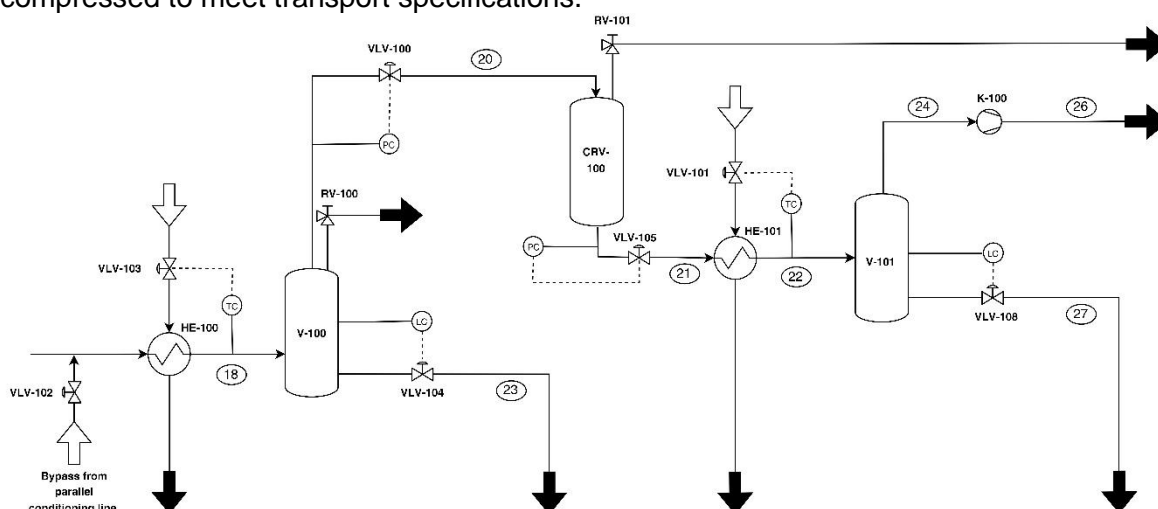 compressed to meet transport specifications.
RV-101
VLV-100
20
24
K-100
26
PC
CRV-
100
VLV-101
RV-100
TC
VLV-103
HE-101
VLV-105
PC
LC
V-101
TC
21
22
HE-100
LC
VLV-108
V-100
27
18
VLV-104
23
VLV-102
Bypass from
parallel
conditioning line